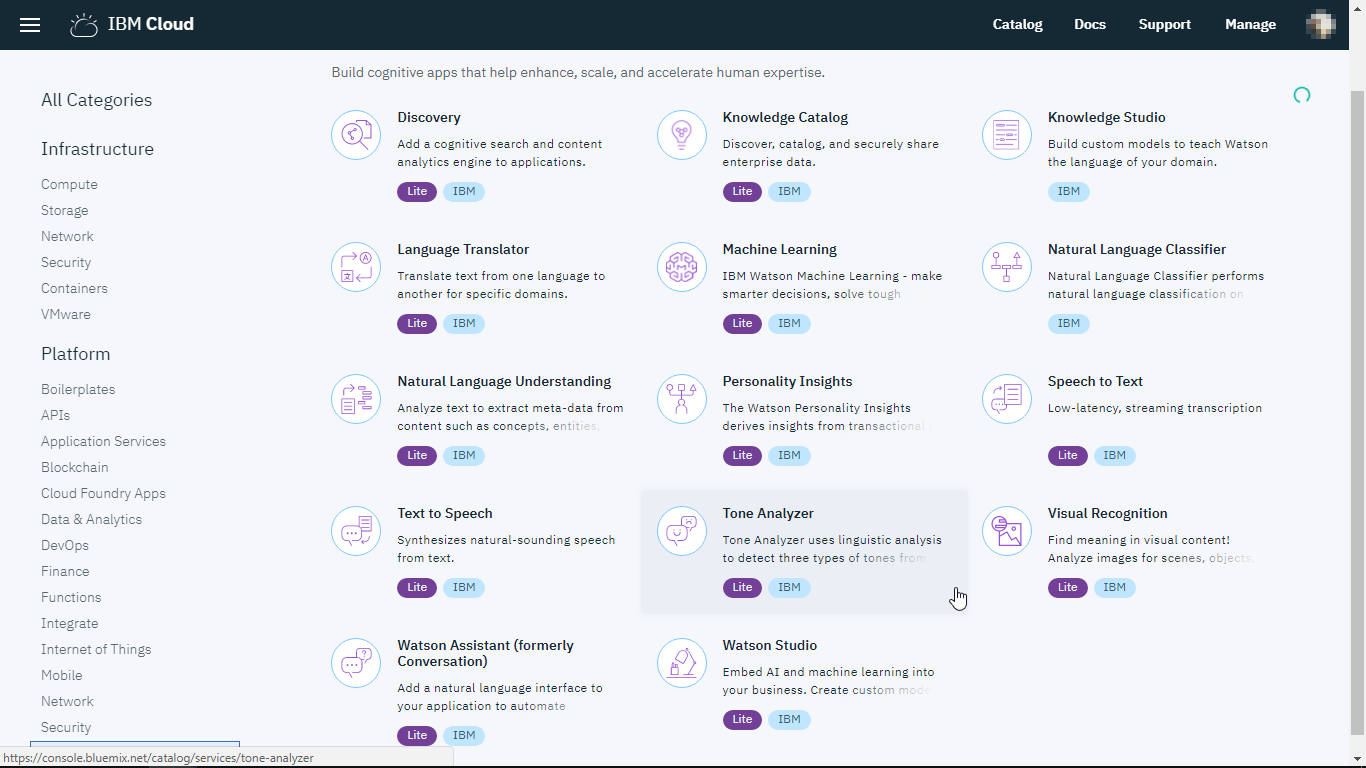 IBM Cloud
Catalog
Docs
Support
Manage
All Categories
Infrastructure
Compute
Storage
Network
Security
Containers
VMware
Platform
Boilerplates
APIs
Application Services
Blockchain
Cloud Foundry Apps
Data & Analytics
DevOps
Finance
Functions
Integrate
Internet of Things
Mobile
Network
Security
Build cognitive apps that help enhance, scale, and accelerate human expertise.
Discovery
Add a cognitive search and content
analytics engine to applications.
Lite IBM
Knowledge Catalog
Discover, catalog, and securely share
enterprise data.
Lite IBM
Knowledge Studio
Build custom models to teach Watson
the language of your domain.
IBM
Language Translator
Translate text from one language to
another for specific domains.
Lite IBM
Machine Learning
IBM Watson Machine Learning - make
smarter decisions, solve tough
Lite IBM
Natural Language Classifier
Natural Language Classifier performs
natural language classification on
IBM
Natural Language Understanding
Analyze text to extract meta-data from
content such as concepts, entities,
Lite IBM
Personality Insights
The Watson Personality Insights
derives insights from transactional
Lite IBM
Speech to Text
Low-latency, streaming transcription
Lite IBM
Text to Speech
Synthesizes natural-sounding speech
from text.
Lite IBM
Tone Analyzer
Tone Analyzer uses linguistic analysis
to detect three types of tones from
Lite IBM
Visual Recognition
Find meaning in visual content!
Analyze images for scenes, objects,
Lite IBM
Watson Assistant (formerly
Conversation)
Add a natural language interface to
your application to automate
Lite IBM
Watson Studio
Embed AI and machine learning into
your business. Create custom
Lite IBM
https://console.bluemix.net/catalog/services/tone-analyzer